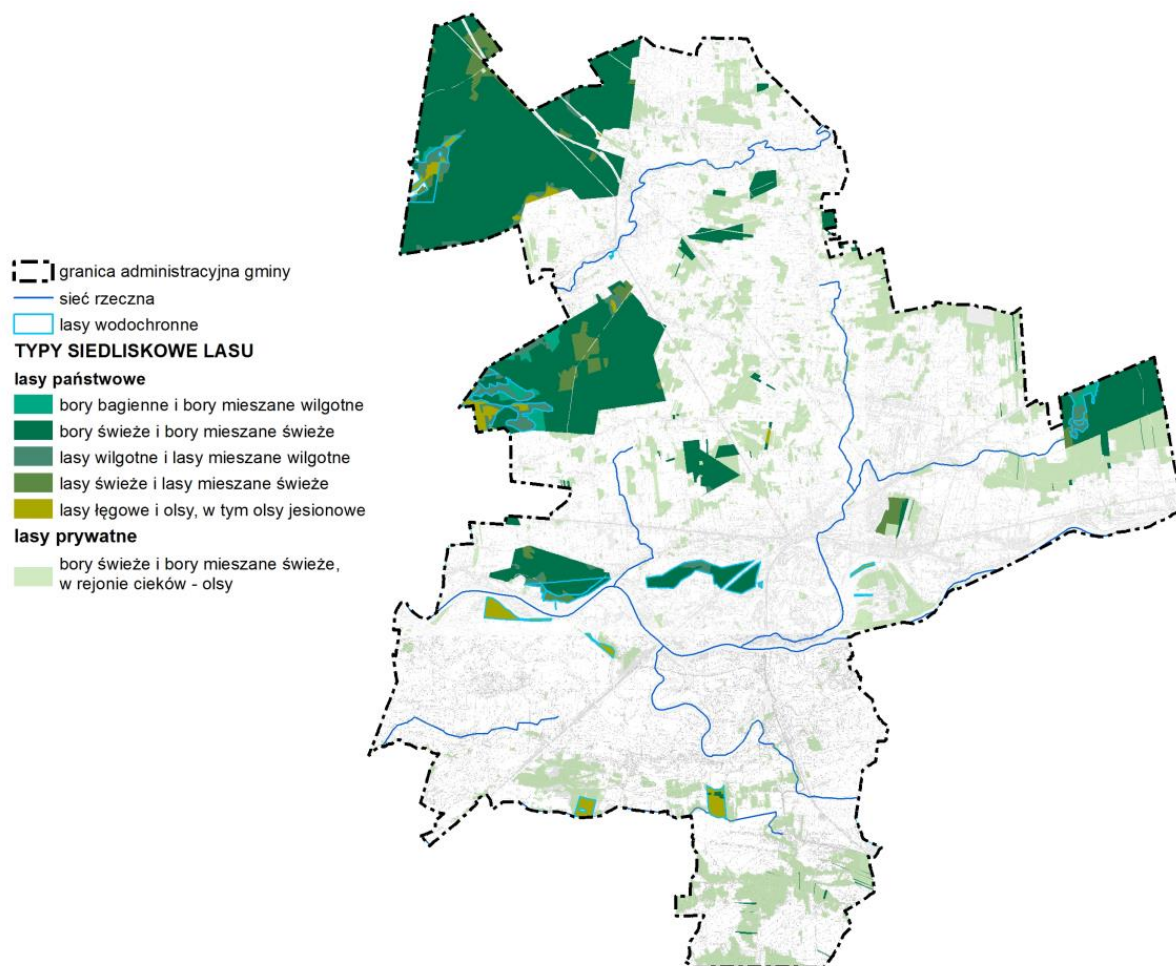 granica administracyjna gminy
sieć rzeczna
lasy wodochronne
TYPY SIEDLISKOWE LASU
lasy państwowe
bory bagienne i bory mieszane wilgotne
bory świeże i bory mieszane świeże
lasy wilgotne i lasy mieszane wilgotne
lasy świeże i lasy mieszane świeże
lasy łęgowe i olsy, w tym olsy jesionowe
lasy prywatne
bory świeże i bory mieszane świeże,
w rejonie cieków - olsy